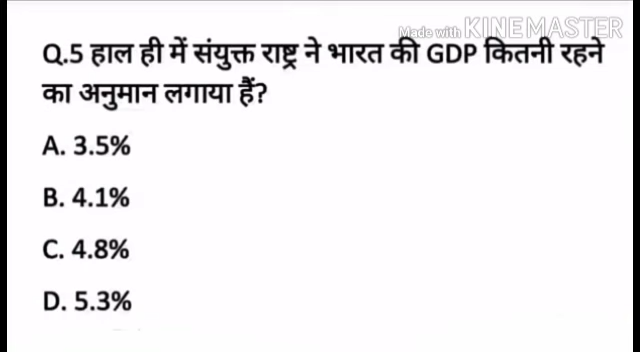 Made with KINEMASTER
Q.5 हाल ही में संयुक्त राष्ट्र ने भारत की GDP कितनी रहने
का अनुमान लगाया हैं?
A. 3.5%
B. 4.1%
C. 4.8%
D. 5.3%